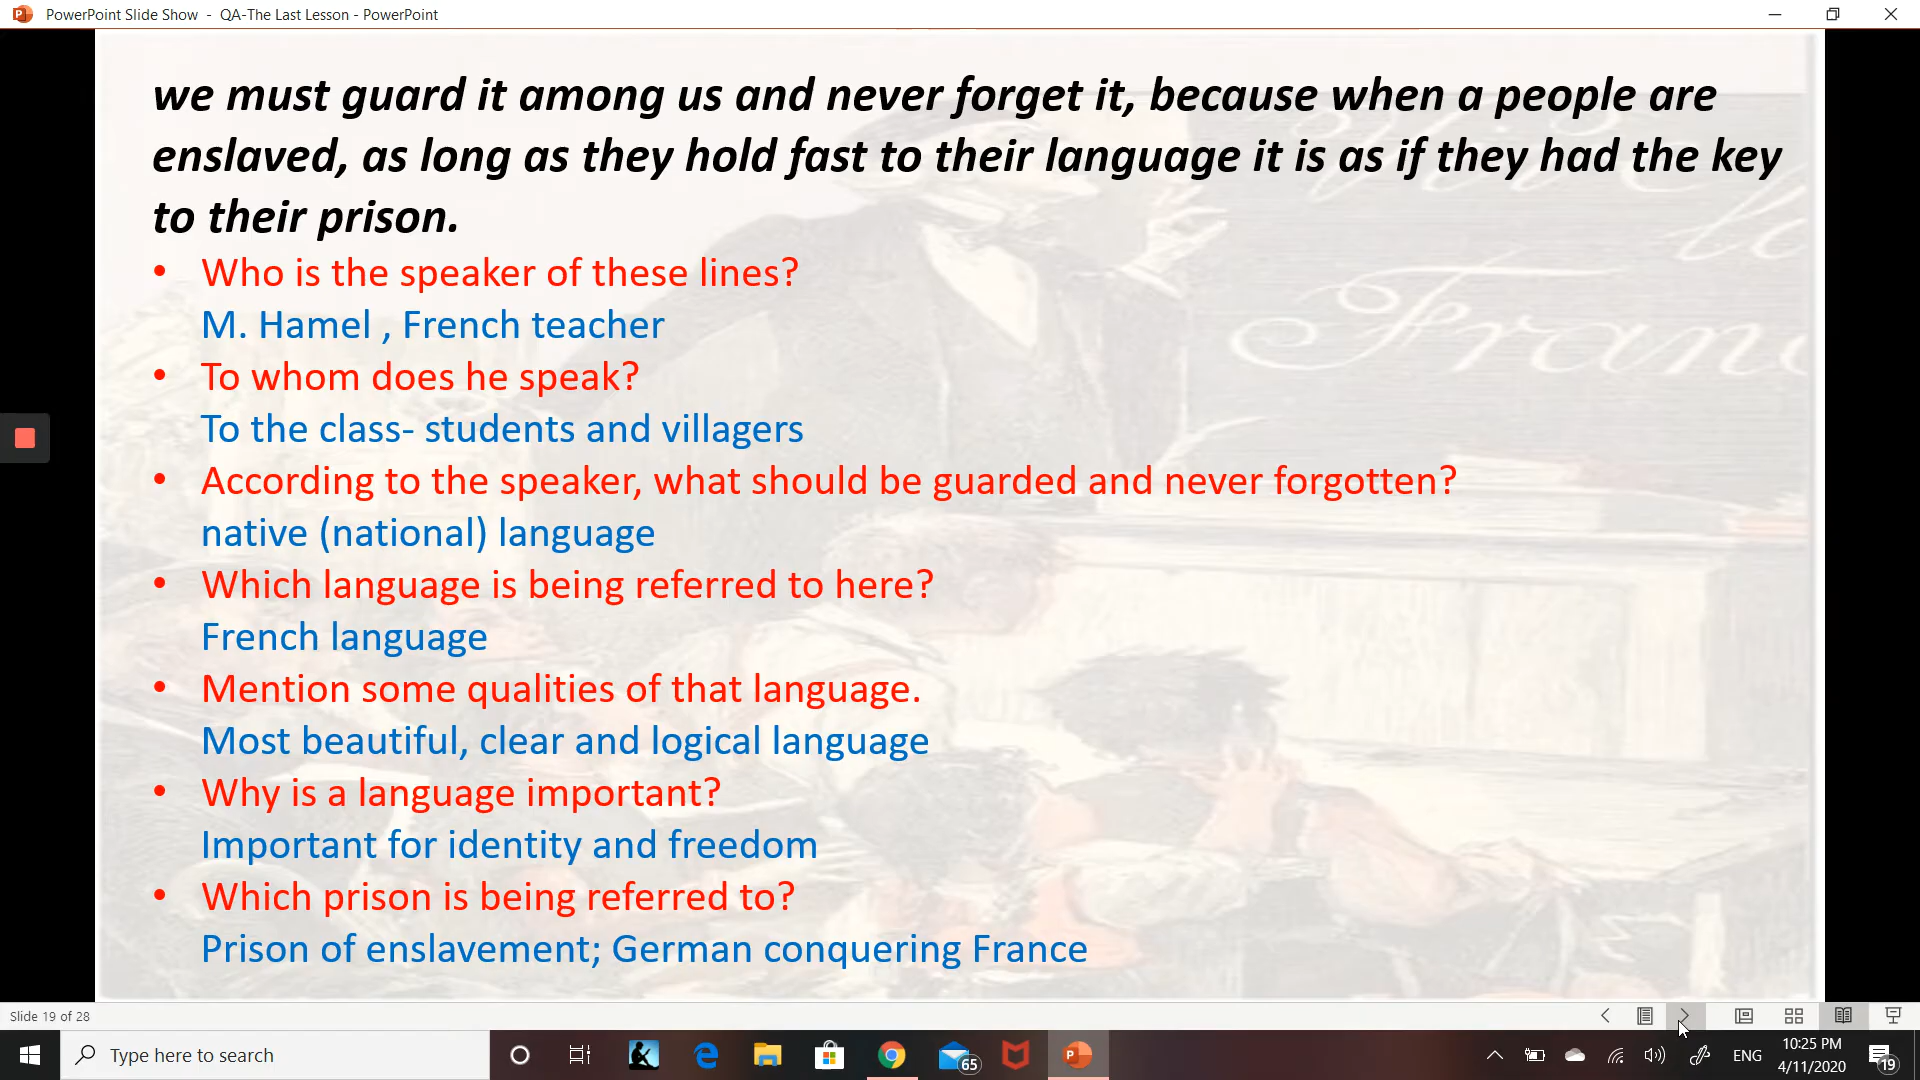 PowerPoint Slide Show - QA-The Last Lesson - PowerPoint
we must guard it among us and never forget it, because when a people are
enslaved, as long as they hold fast to their language it is as if they had the key
to their prison.
• Who is the speaker of these lines?
M. Hamel , French teacher
• To whom does he speak?
To the class- students and villagers
• According to the speaker, what should be guarded and never forgotten?
native (national) language
• Which language is being referred to here?
French language
• Mention some qualities of that language.
Most beautiful, clear and logical language
• Why is a language important?
Important for identity and freedom
• Which prison is being referred to?
Prison of enslavement; German conquering France
Slide 19 of 28
Type here to search
65
ENG
10:25 PM
4/11/2020
19